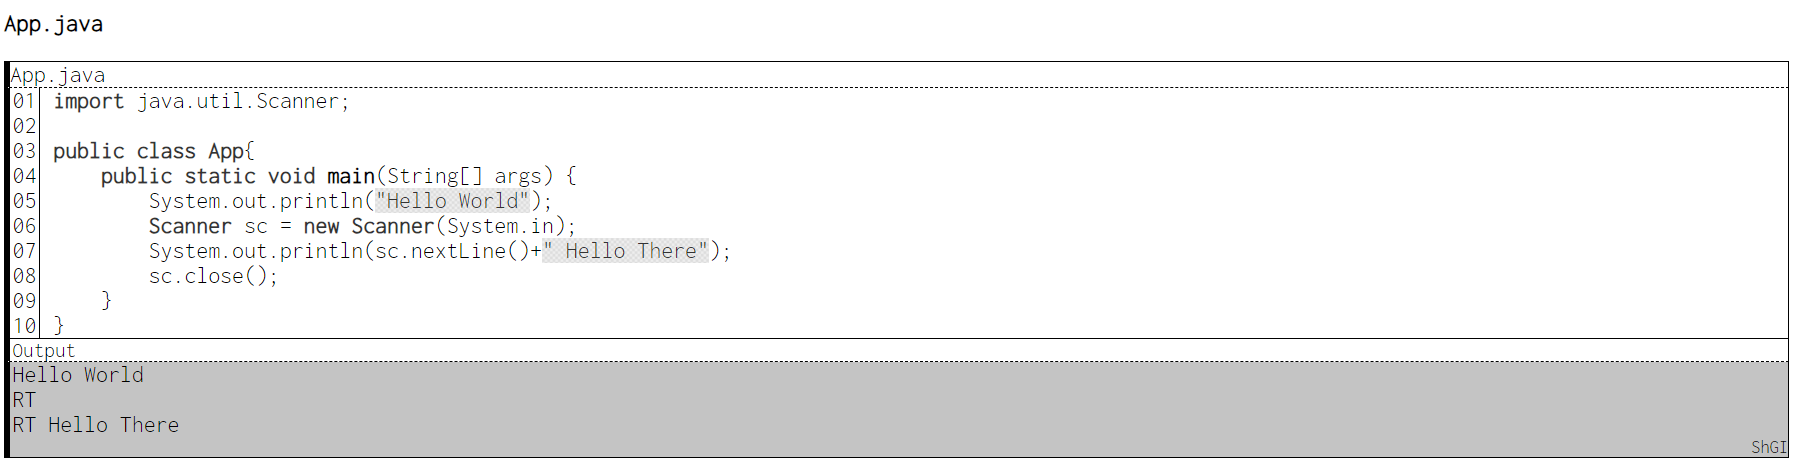 App.java
App.java
01 import java.util.Scanner;
02
03 public class App{
04     public static void main(String[] args) {
05         System.out.println("Hello World");
06         Scanner sc = new Scanner(System.in);
07         System.out.println(sc.nextLine()+" Hello There");
08         sc.close();
09     }
10 }
Output
Hello World
RT
RT Hello There
ShGI